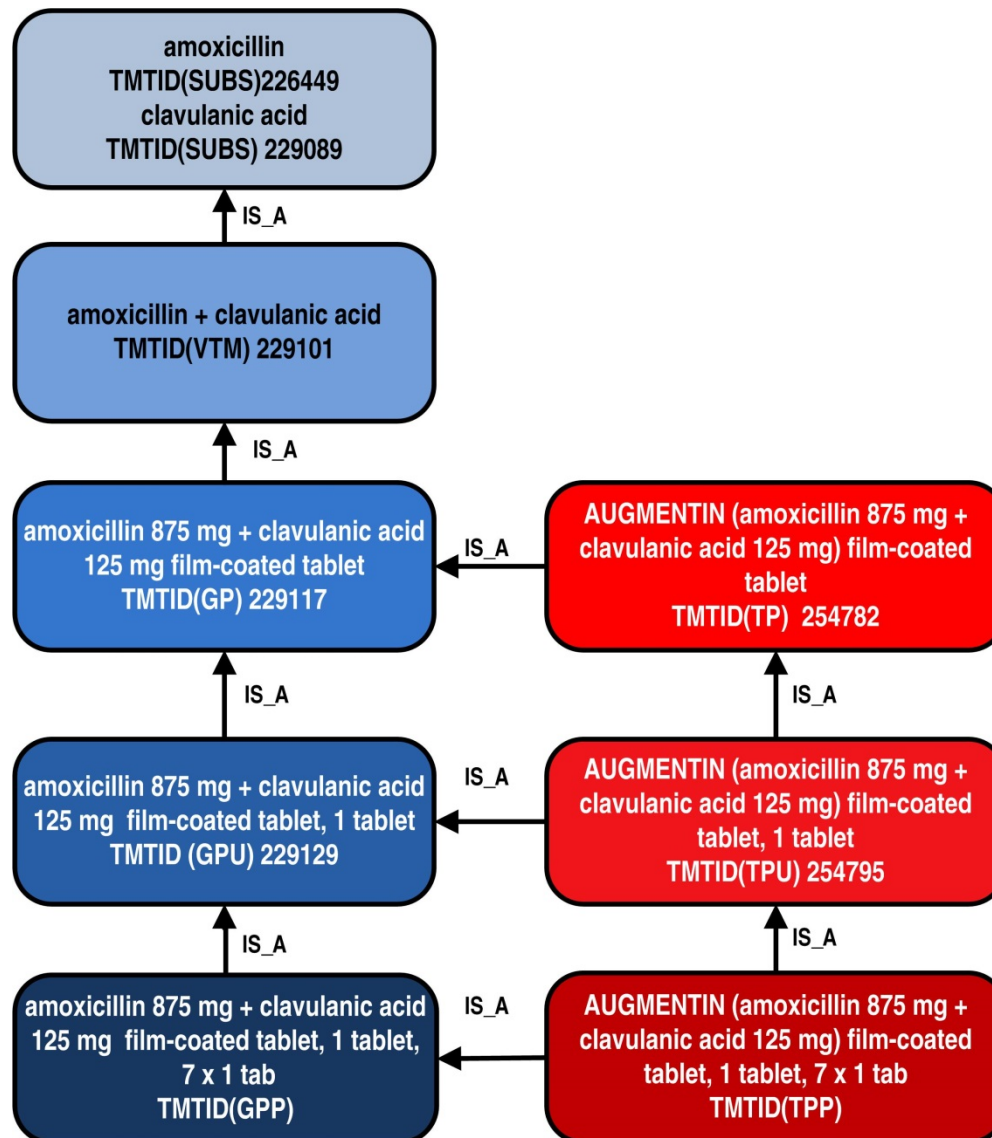 amoxicillin
TMTID(SUBS)226449
clavulanic acid
TMTID(SUBS) 229089
IS_A
amoxicillin + clavulanic acid
TMTID(VTM) 229101
IS_A
amoxicillin 875 mg + clavulanic acid
125 mg film-coated tablet
TMTID(GP) 229117
IS_A
AUGMENTIN (amoxicillin 875 mg +
clavulanic acid 125 mg) film-coated
tablet
TMTID(TP) 254782
IS_A
IS_A
amoxicillin 875 mg + clavulanic acid
125 mg film-coated tablet, 1 tablet
TMTID (GPU) 229129
IS_A
AUGMENTIN (amoxicillin 875 mg +
clavulanic acid 125 mg) film-coated
tablet, 1 tablet
TMTID(TPU) 254795
IS_A
IS_A
amoxicillin 875 mg + clavulanic acid
125 mg film-coated tablet, 1 tablet,
7 x 1 tab
TMTID(GPP)
IS_A
AUGMENTIN (amoxicillin 875 mg +
clavulanic acid 125 mg) film-coated
tablet, 1 tablet, 7 x 1 tab
TMTID(TPP)